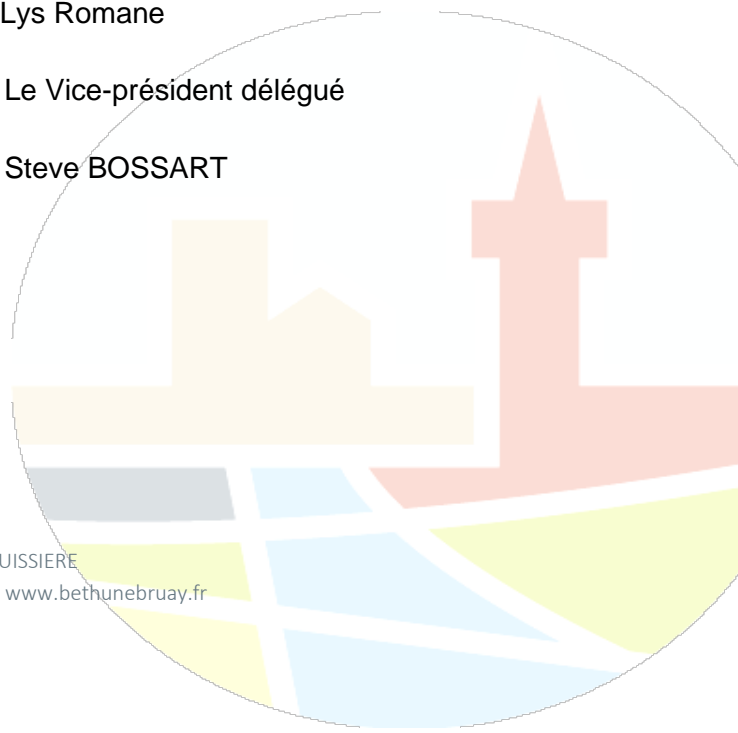 Lys Romane
Le Vice-président délégué
Steve BOSSART
UISSIERE
www.bethunebruay.fr